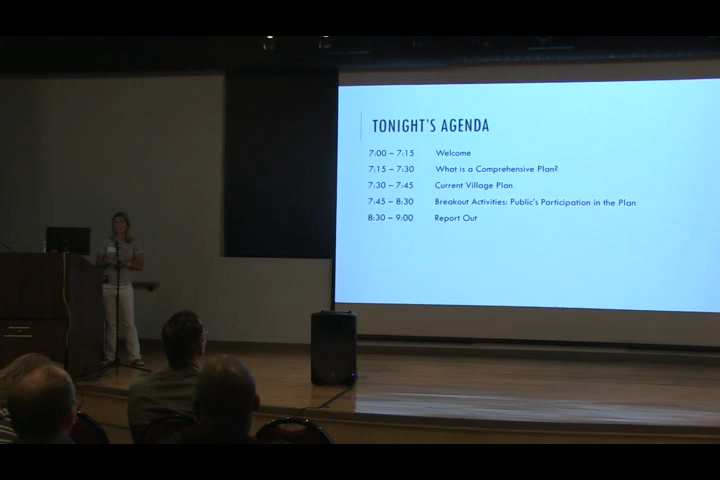 TONIGHT'S AGENDA
7:00 – 7:15 Welcome
7:15 – 7:30 What is a Comprehensive Plan?
7:30 – 7:45 Current Village Plan
7:45 – 8:30 Breakout Activities: Public's Participation in the Plan
8:30 – 9:00 Report Out